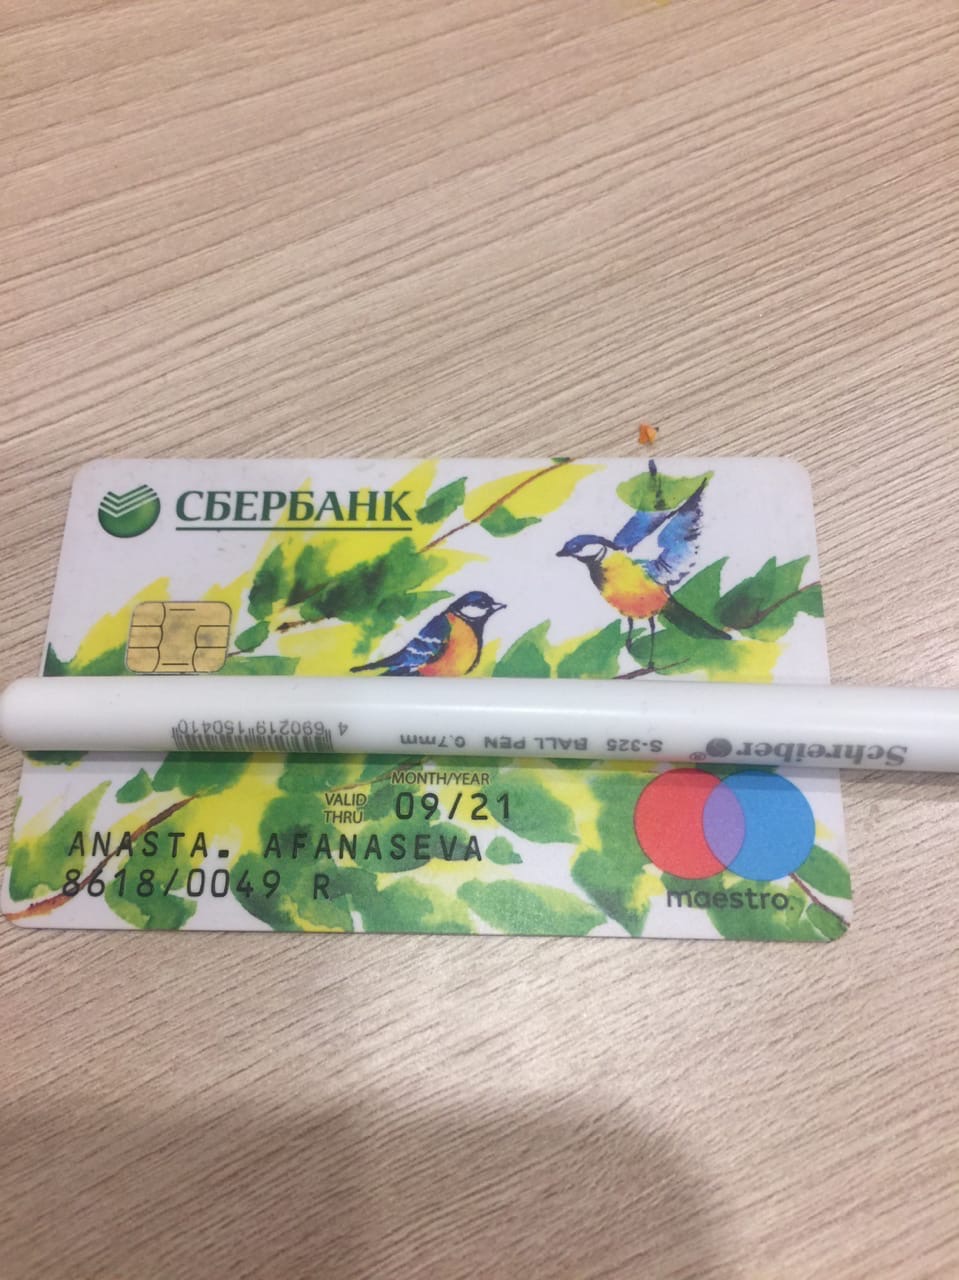 СБЕРБАНК
4 690219 150410
S-325 BALL PEN 0.7mm
Schreiber®
MONTH/YEAR
VALID THRU 09/21
ANASTA. AFANASEVA
8618/0049 R
maestro.